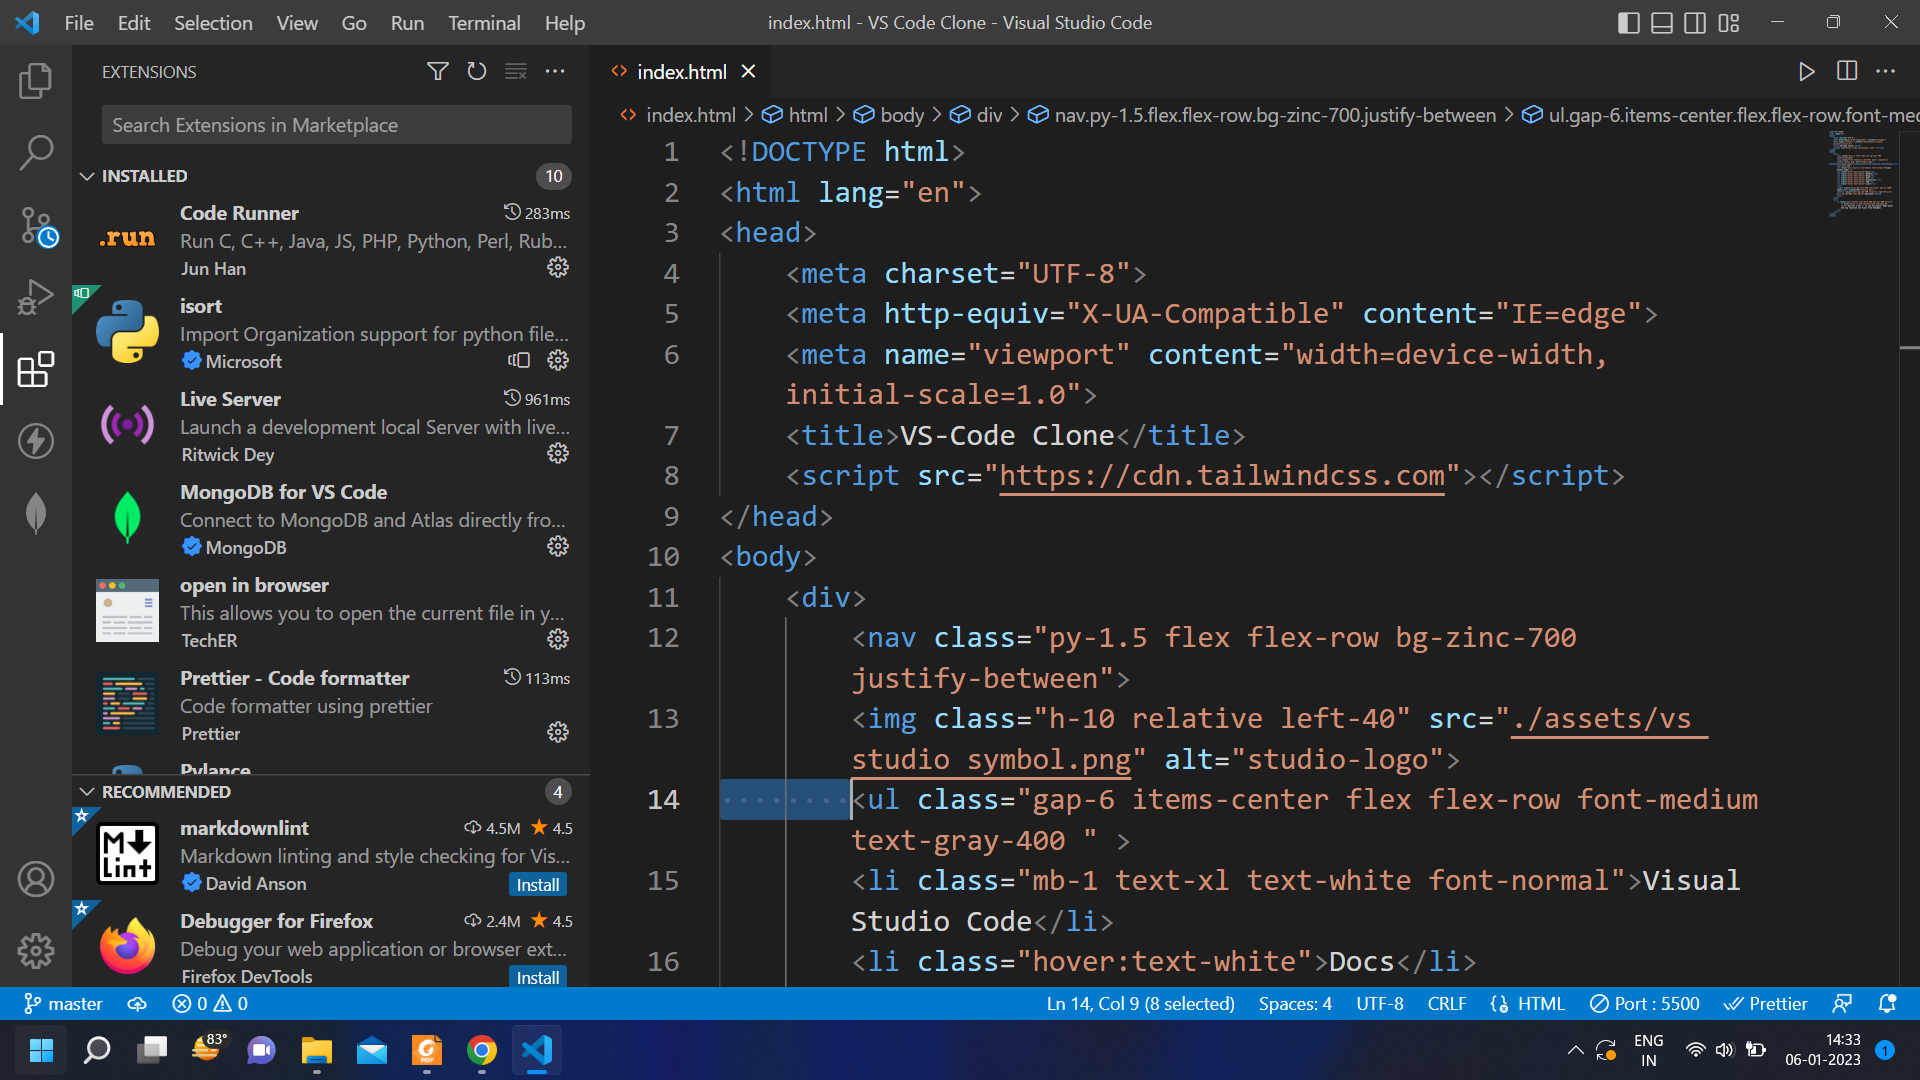 File Edit Selection View Go Run Terminal Help
index.html - VS Code Clone - Visual Studio Code
EXTENSIONS
Search Extensions in Marketplace
INSTALLED 10
Code Runner 283ms
.run
Run C, C++, Java, JS, PHP, Python, Perl, Rub...
Jun Han
isort
Import Organization support for python file...
Microsoft
Live Server 961ms
Launch a development local Server with live...
Ritwick Dey
MongoDB for VS Code
Connect to MongoDB and Atlas directly fro...
MongoDB
open in browser
This allows you to open the current file in y...
TechER
Prettier - Code formatter 113ms
Code formatter using prettier
Prettier
Pylance
RECOMMENDED 4
markdownlint 4.5M 4.5
M Lint
Markdown linting and style checking for Vis...
David Anson Install
Debugger for Firefox 2.4M 4.5
Debug your web application or browser ext...
Firefox DevTools Install
index.html
index.html > html > body > div > nav.py-1.5.flex.flex-row.bg-zinc-700.justify-between > ul.gap-6.items-center.flex.flex-row.font-med
1 <!DOCTYPE html>
2 <html lang="en">
3 <head>
4 <meta charset="UTF-8">
5 <meta http-equiv="X-UA-Compatible" content="IE=edge">
6 <meta name="viewport" content="width=device-width,
initial-scale=1.0">
7 <title>VS-Code Clone</title>
8 <script src="https://cdn.tailwindcss.com"></script>
9 </head>
10 <body>
11 <div>
12 <nav class="py-1.5 flex flex-row bg-zinc-700
justify-between">
13 <img class="h-10 relative left-40" src="./assets/vs
studio symbol.png" alt="studio-logo">
14 <ul class="gap-6 items-center flex flex-row font-medium
text-gray-400 " >
15 <li class="mb-1 text-xl text-white font-normal">Visual
Studio Code</li>
16 <li class="hover:text-white">Docs</li>
master 0 0 Ln 14, Col 9 (8 selected) Spaces: 4 UTF-8 CRLF HTML Port : 5500 Prettier
83°
PDF
ENG
IN
14:33
06-01-2023
1